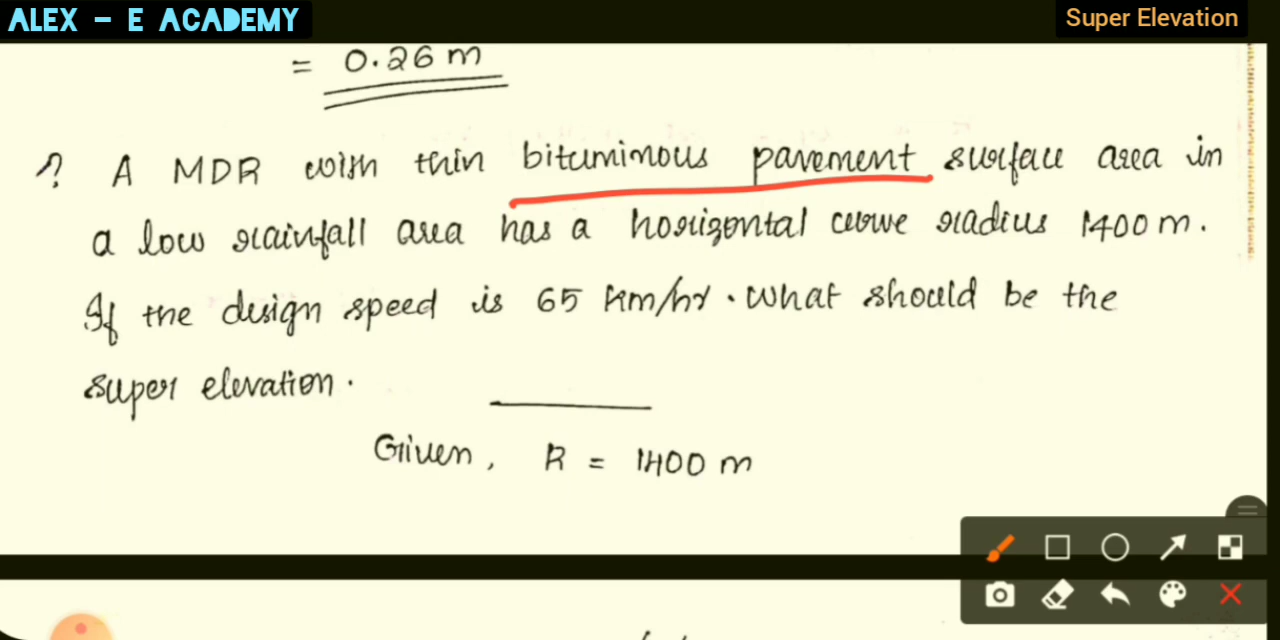 ALEX - E ACADEMY
Super Elevation
= 0.26 m
? A MDR with thin bituminous pavement surface area in
a low rainfall area has a horizontal curve radius 1400 m.
If the design speed is 65 km/hr. What should be the
super elevation.
Given, R = 1400 m